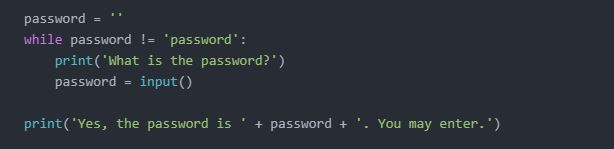 password = ''
while password != 'password':
    print('What is the password?')
    password = input()

print('Yes, the password is ' + password + '. You may enter.')